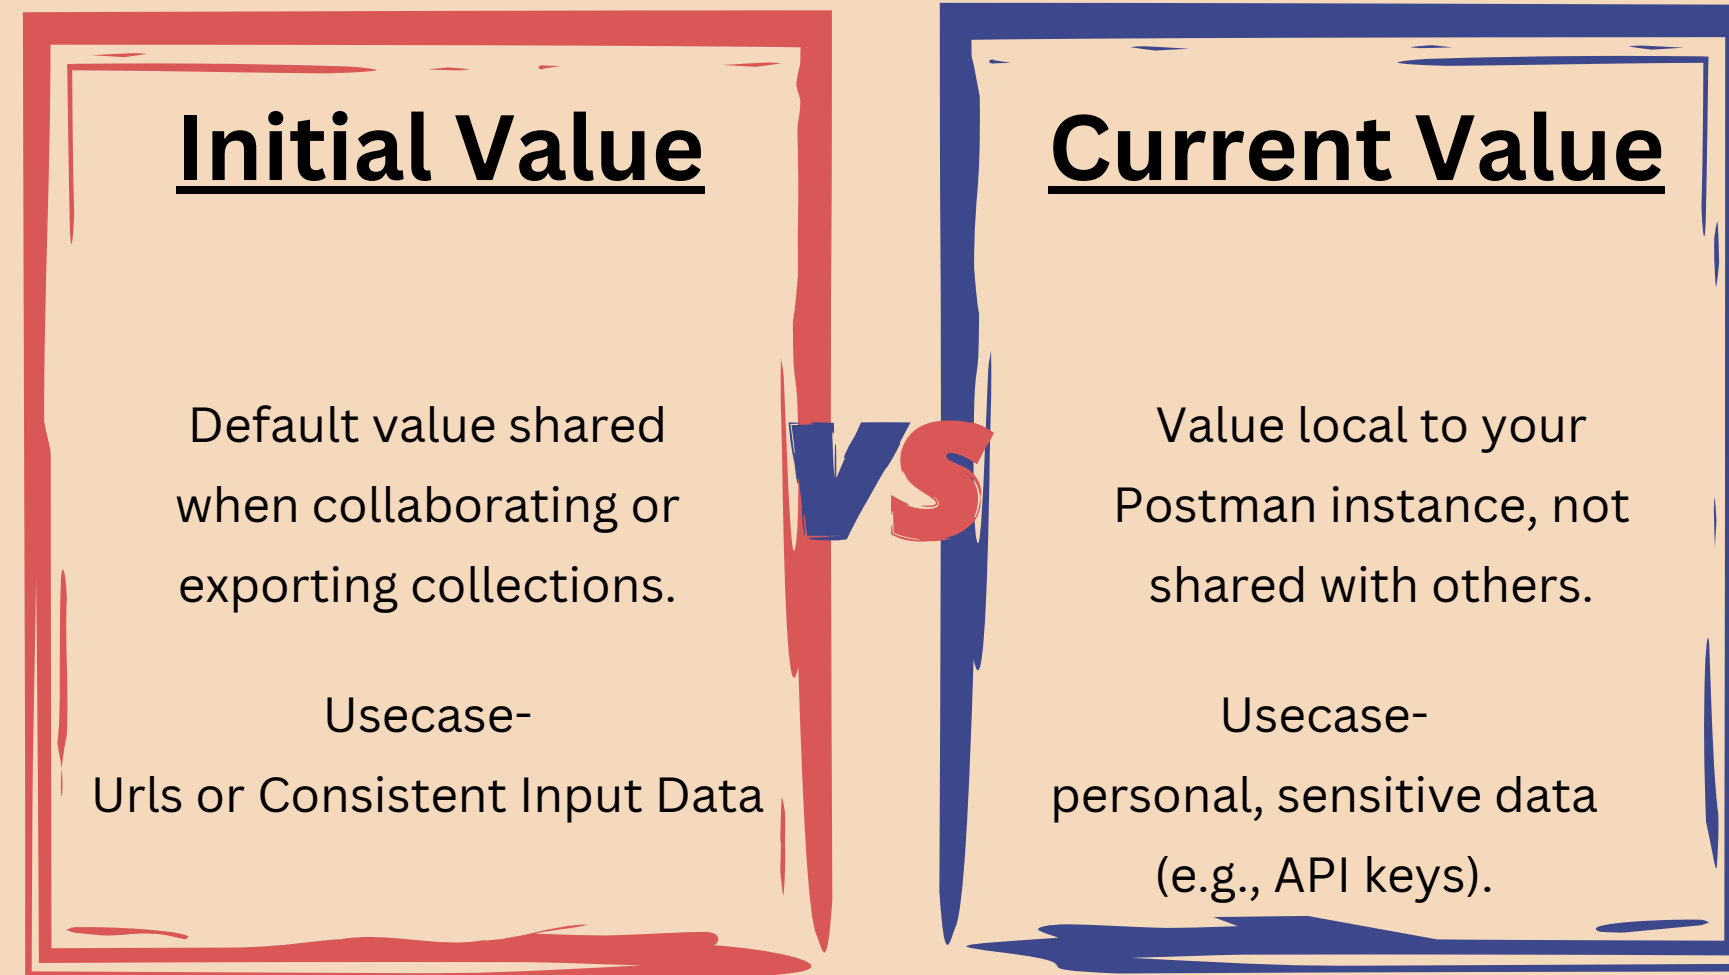 Initial Value
Default value shared
when collaborating or
exporting collections.
Usecase-
Urls or Consistent Input Data
VS
Current Value
Value local to your
Postman instance, not
shared with others.
Usecase-
personal, sensitive data
(e.g., API keys).